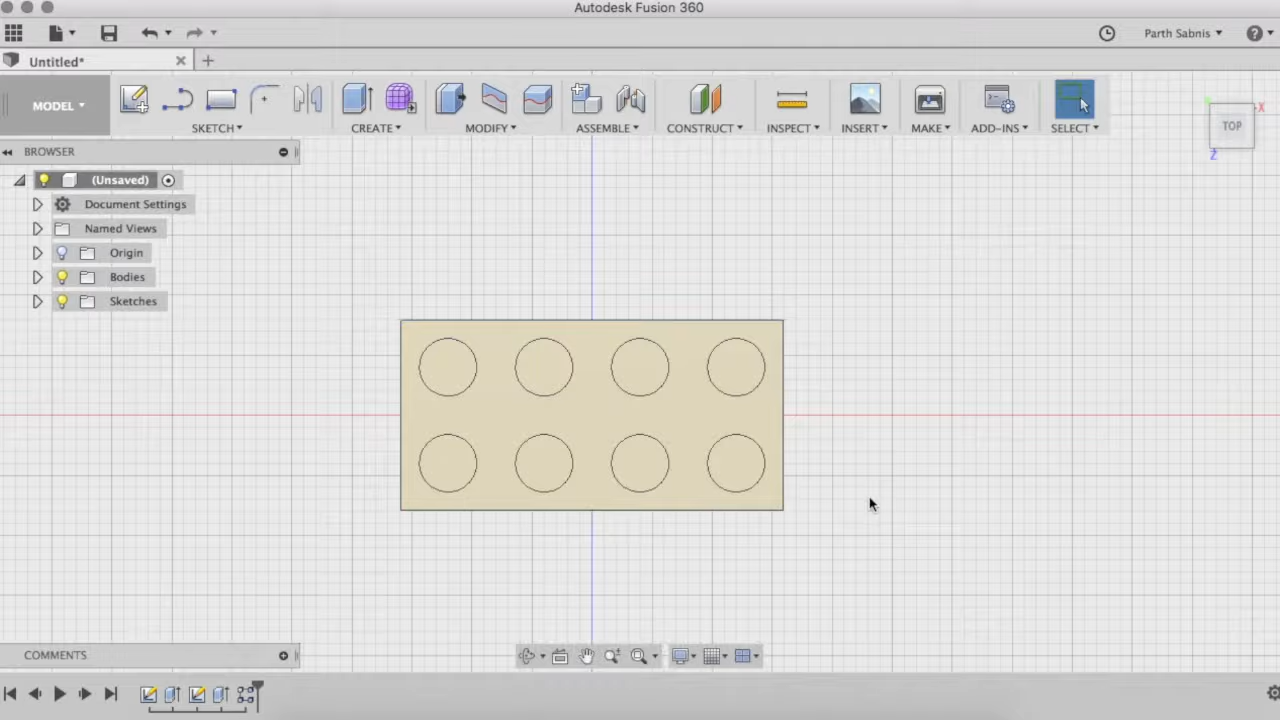 Autodesk Fusion 360
Parth Sabnis
Untitled*
MODEL
SKETCH
CREATE
MODIFY
ASSEMBLE
CONSTRUCT
INSPECT
INSERT
MAKE
ADD-INS
SELECT
TOP
X
Z
BROWSER
(Unsaved)
Document Settings
Named Views
Origin
Bodies
Sketches
COMMENTS